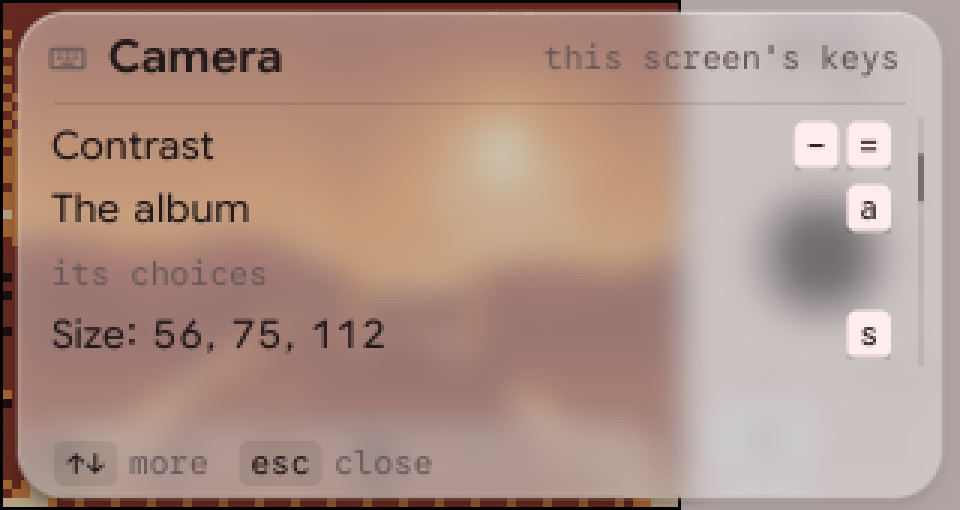 Camera this screen's keys
Contrast - =
The album a
its choices
Size: 56, 75, 112 s
↑↓ more esc close